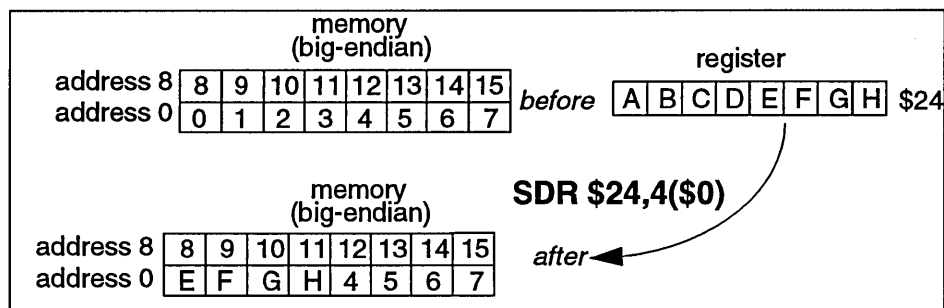 memory
(big-endian)
register
address 8 8 9 10 11 12 13 14 15
address 0 0 1 2 3 4 5 6 7
before
A B C D E F G H $24
SDR $24,4($0)
memory
(big-endian)
after
address 8 8 9 10 11 12 13 14 15
address 0 E F G H 4 5 6 7